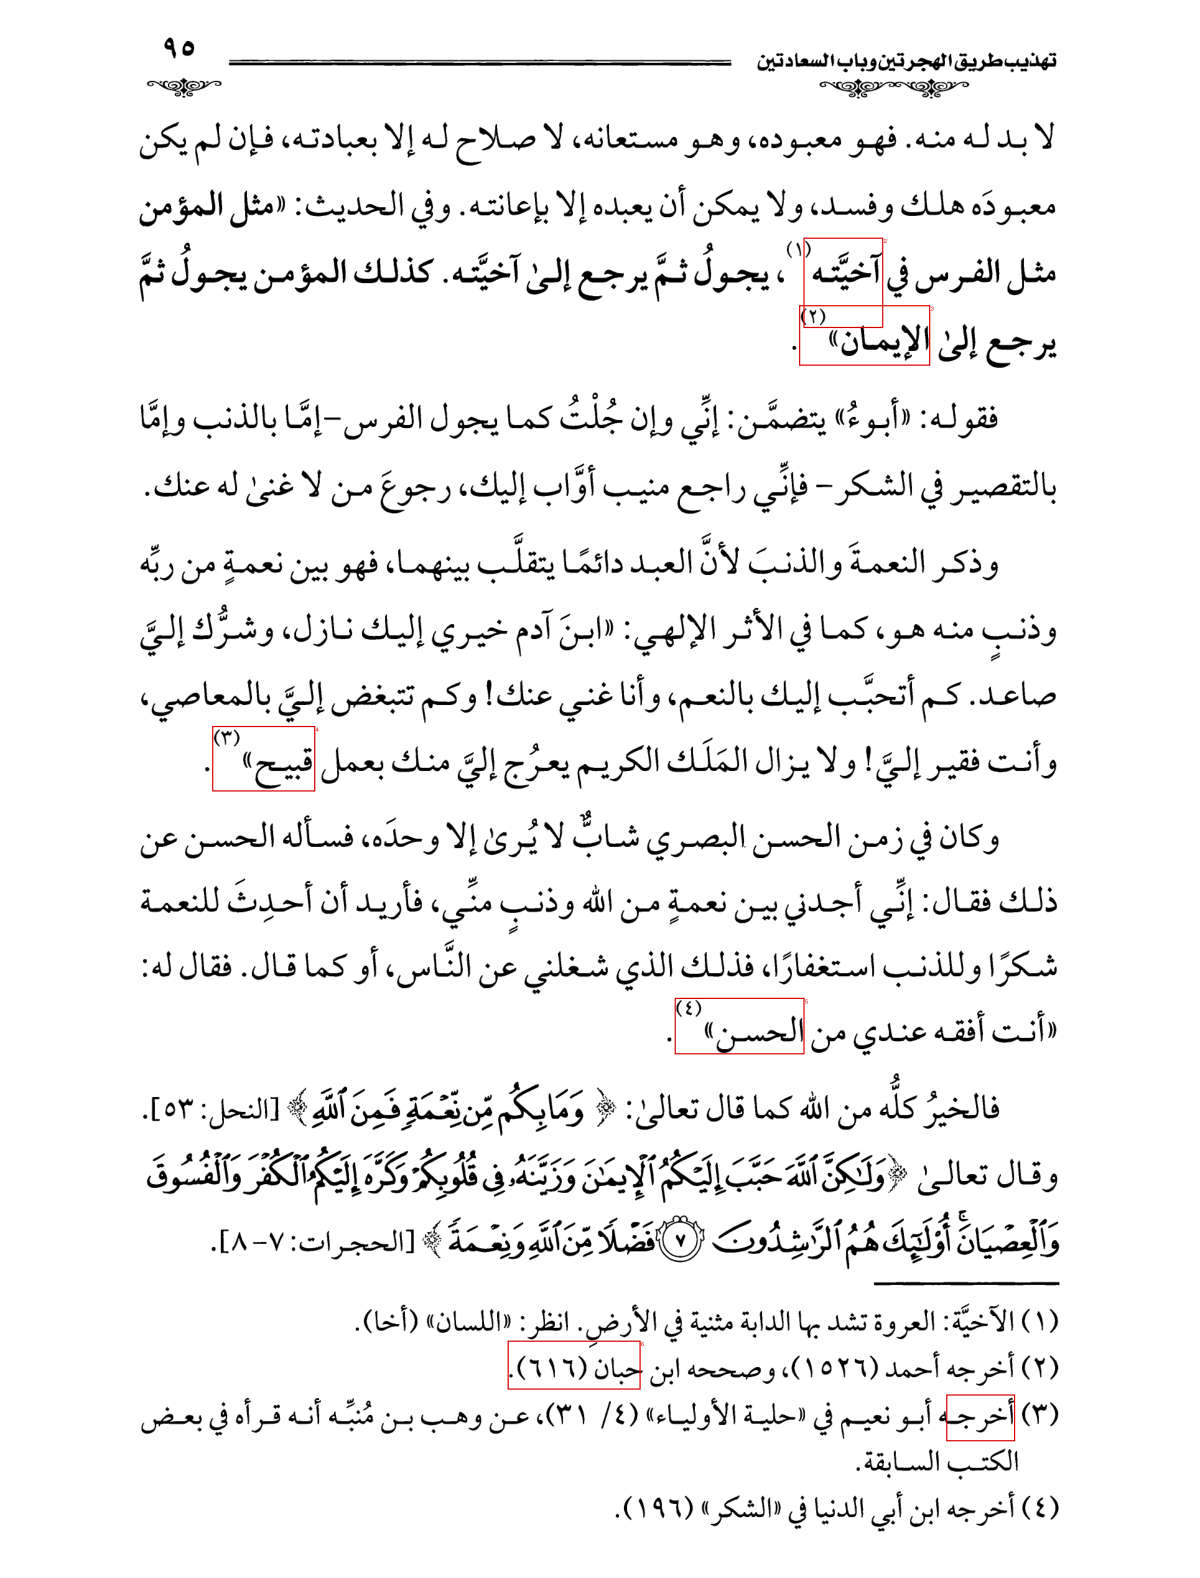 تهذيب طريق الهجرتين وباب السعادتين
٩٥
لا بد له منه. فهو معبوده، وهو مستعانه، لا صلاح له إلا بعبادته، فإن لم يكن
معبودَه هلك وفسد، ولا يمكن أن يعبده إلا بإعانته. وفي الحديث: «مثل المؤمن
مثل الفرس في آخيَّته(١)، يجولُ ثمَّ يرجع إلىٰ آخيَّته. كذلك المؤمن يجولُ ثمَّ
يرجع إلىٰ الإيمان»(٢).
فقوله: «أبوءُ» يتضمَّن: إنِّي وإن جُلْتُ كما يجول الفرس–إمَّا بالذنب وإمَّا
بالتقصير في الشكر– فإنِّي راجع منيب أوَّاب إليك، رجوعَ من لا غنىٰ له عنك.
وذكر النعمةَ والذنبَ لأنَّ العبد دائمًا يتقلَّب بينهما، فهو بين نعمةٍ من ربِّه
وذنبٍ منه هو، كما في الأثر الإلهي: «ابنَ آدم خيري إليك نازل، وشرُّك إليَّ
صاعد. كم أتحبَّب إليك بالنعم، وأنا غني عنك! وكم تتبغض إليَّ بالمعاصي،
وأنت فقير إليَّ! ولا يزال المَلَك الكريم يعرُج إليَّ منك بعمل قبيح»(٣).
وكان في زمن الحسن البصري شابٌّ لا يُرىٰ إلا وحدَه، فسأله الحسن عن
ذلك فقال: إنِّي أجدني بين نعمةٍ من الله وذنبٍ منِّي، فأريد أن أحدِثَ للنعمة
شكرًا وللذنب استغفارًا، فذلك الذي شغلني عن النَّاس، أو كما قال. فقال له:
«أنت أفقه عندي من الحسن»(٤).
فالخيرُ كلُّه من الله كما قال تعالىٰ: ﴿وَمَا بِكُم مِّن نِّعْمَةٍ فَمِنَ ٱللَّهِ﴾ [النحل: ٥٣].
وقال تعالىٰ ﴿وَلَٰكِنَّ ٱللَّهَ حَبَّبَ إِلَيْكُمُ ٱلْإِيمَٰنَ وَزَيَّنَهُۥ فِى قُلُوبِكُمْ وَكَرَّهَ إِلَيْكُمُ ٱلْكُفْرَ وَٱلْفُسُوقَ
وَٱلْعِصْيَانَ ۚ أُو۟لَٰٓئِكَ هُمُ ٱلرَّٰشِدُونَ ٧ فَضْلًا مِّنَ ٱللَّهِ وَنِعْمَةً﴾ [الحجرات: ٧–٨].
(١) الآخيَّة: العروة تشد بها الدابة مثنية في الأرضِ. انظر: «اللسان» (أخا).
(٢) أخرجه أحمد (١٥٢٦)، وصححه ابن حبان (٦١٦).
(٣) أخرجه أبو نعيم في «حلية الأولياء» (٤/ ٣١)، عن وهب بن مُنبِّه أنه قرأه في بعض
الكتب السابقة.
(٤) أخرجه ابن أبي الدنيا في «الشكر» (١٩٦).